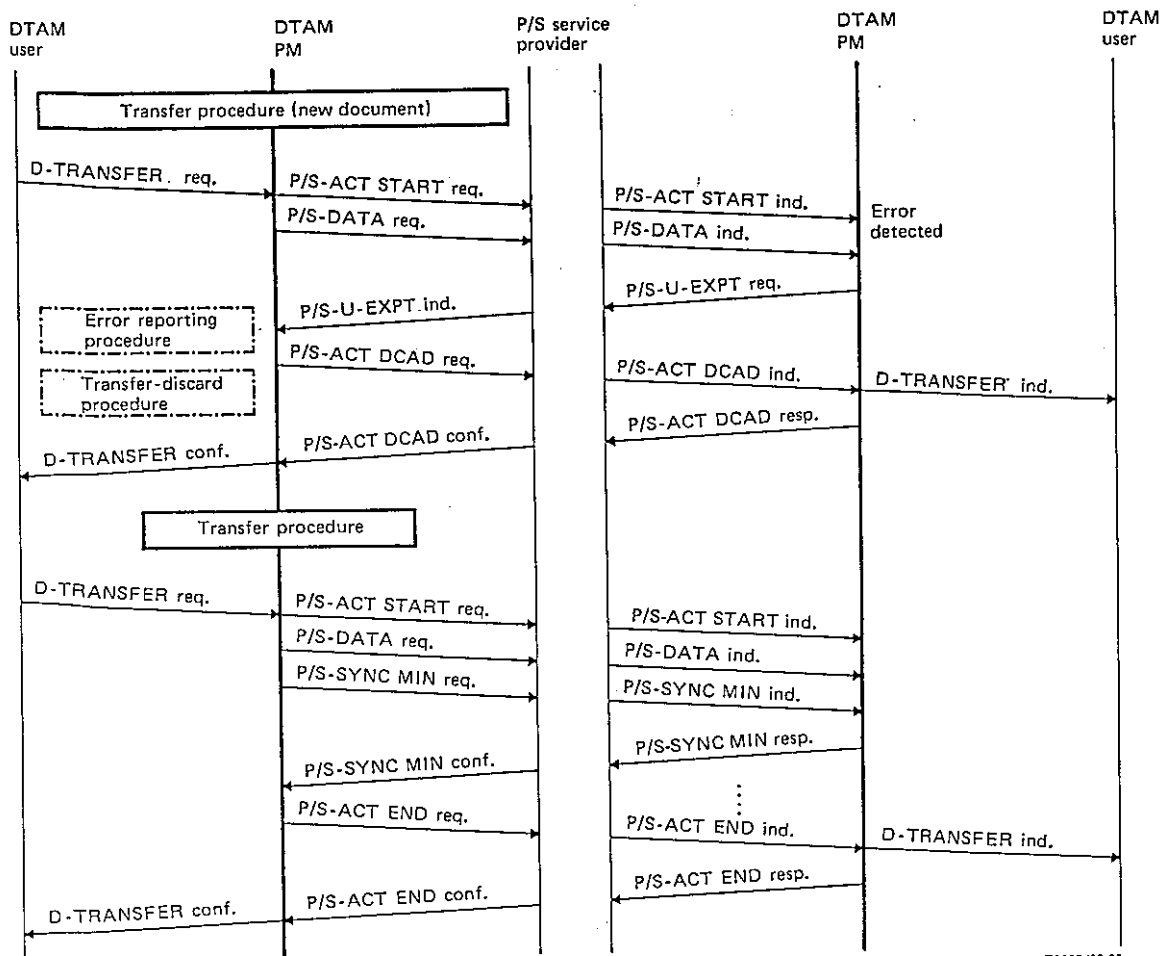 DTAM
user
DTAM
PM
P/S service
provider
DTAM
PM
DTAM
user
Transfer procedure (new document)
D-TRANSFER req.
P/S-ACT START req.
P/S-ACT START ind.
Error
detected
P/S-DATA req.
P/S-DATA ind.
P/S-U-EXPT req.
P/S-U-EXPT ind.
Error reporting
procedure
P/S-ACT DCAD req.
P/S-ACT DCAD ind.
D-TRANSFER ind.
Transfer-discard
procedure
P/S-ACT DCAD resp.
P/S-ACT DCAD conf.
D-TRANSFER conf.
Transfer procedure
D-TRANSFER req.
P/S-ACT START req.
P/S-ACT START ind.
P/S-DATA req.
P/S-DATA ind.
P/S-SYNC MIN req.
P/S-SYNC MIN ind.
P/S-SYNC MIN resp.
P/S-SYNC MIN conf.
P/S-ACT END req.
P/S-ACT END ind.
D-TRANSFER ind.
P/S-ACT END resp.
P/S-ACT END conf.
D-TRANSFER conf.